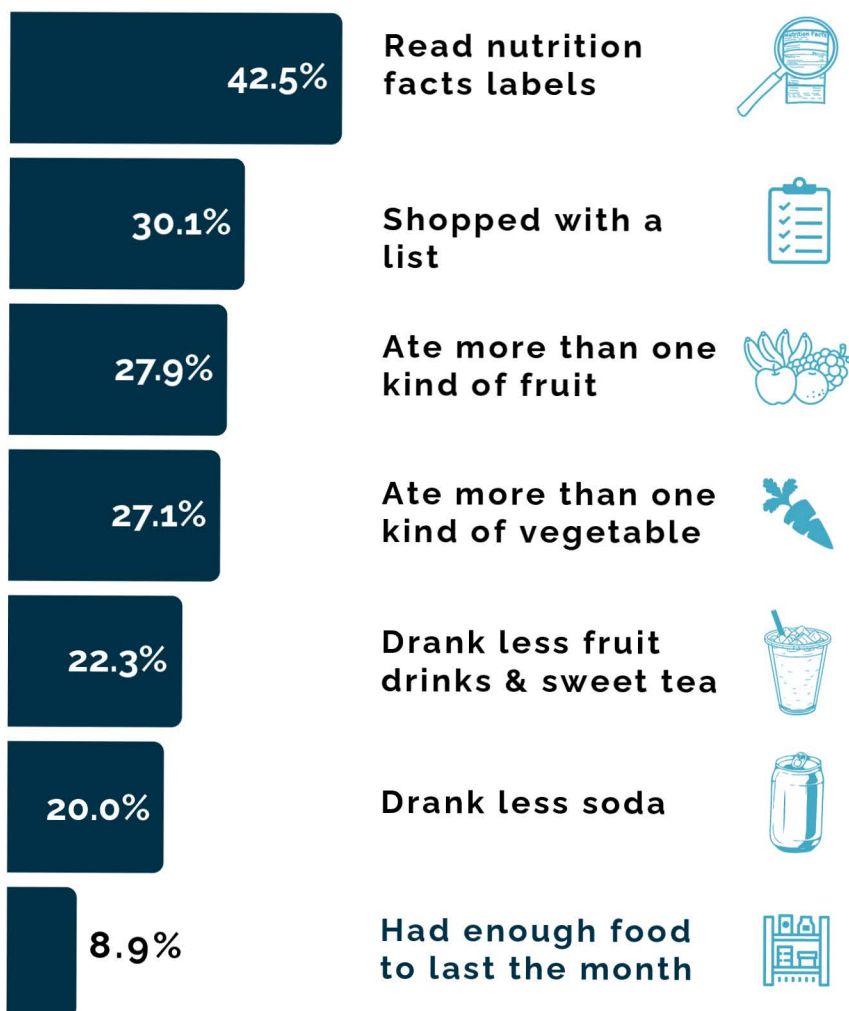 42.5%
Read nutrition
facts labels
Nutrition Facts
30.1%
Shopped with a
list
27.9%
Ate more than one
kind of fruit
27.1%
Ate more than one
kind of vegetable
22.3%
Drank less fruit
drinks & sweet tea
20.0%
Drank less soda
8.9%
Had enough food
to last the month